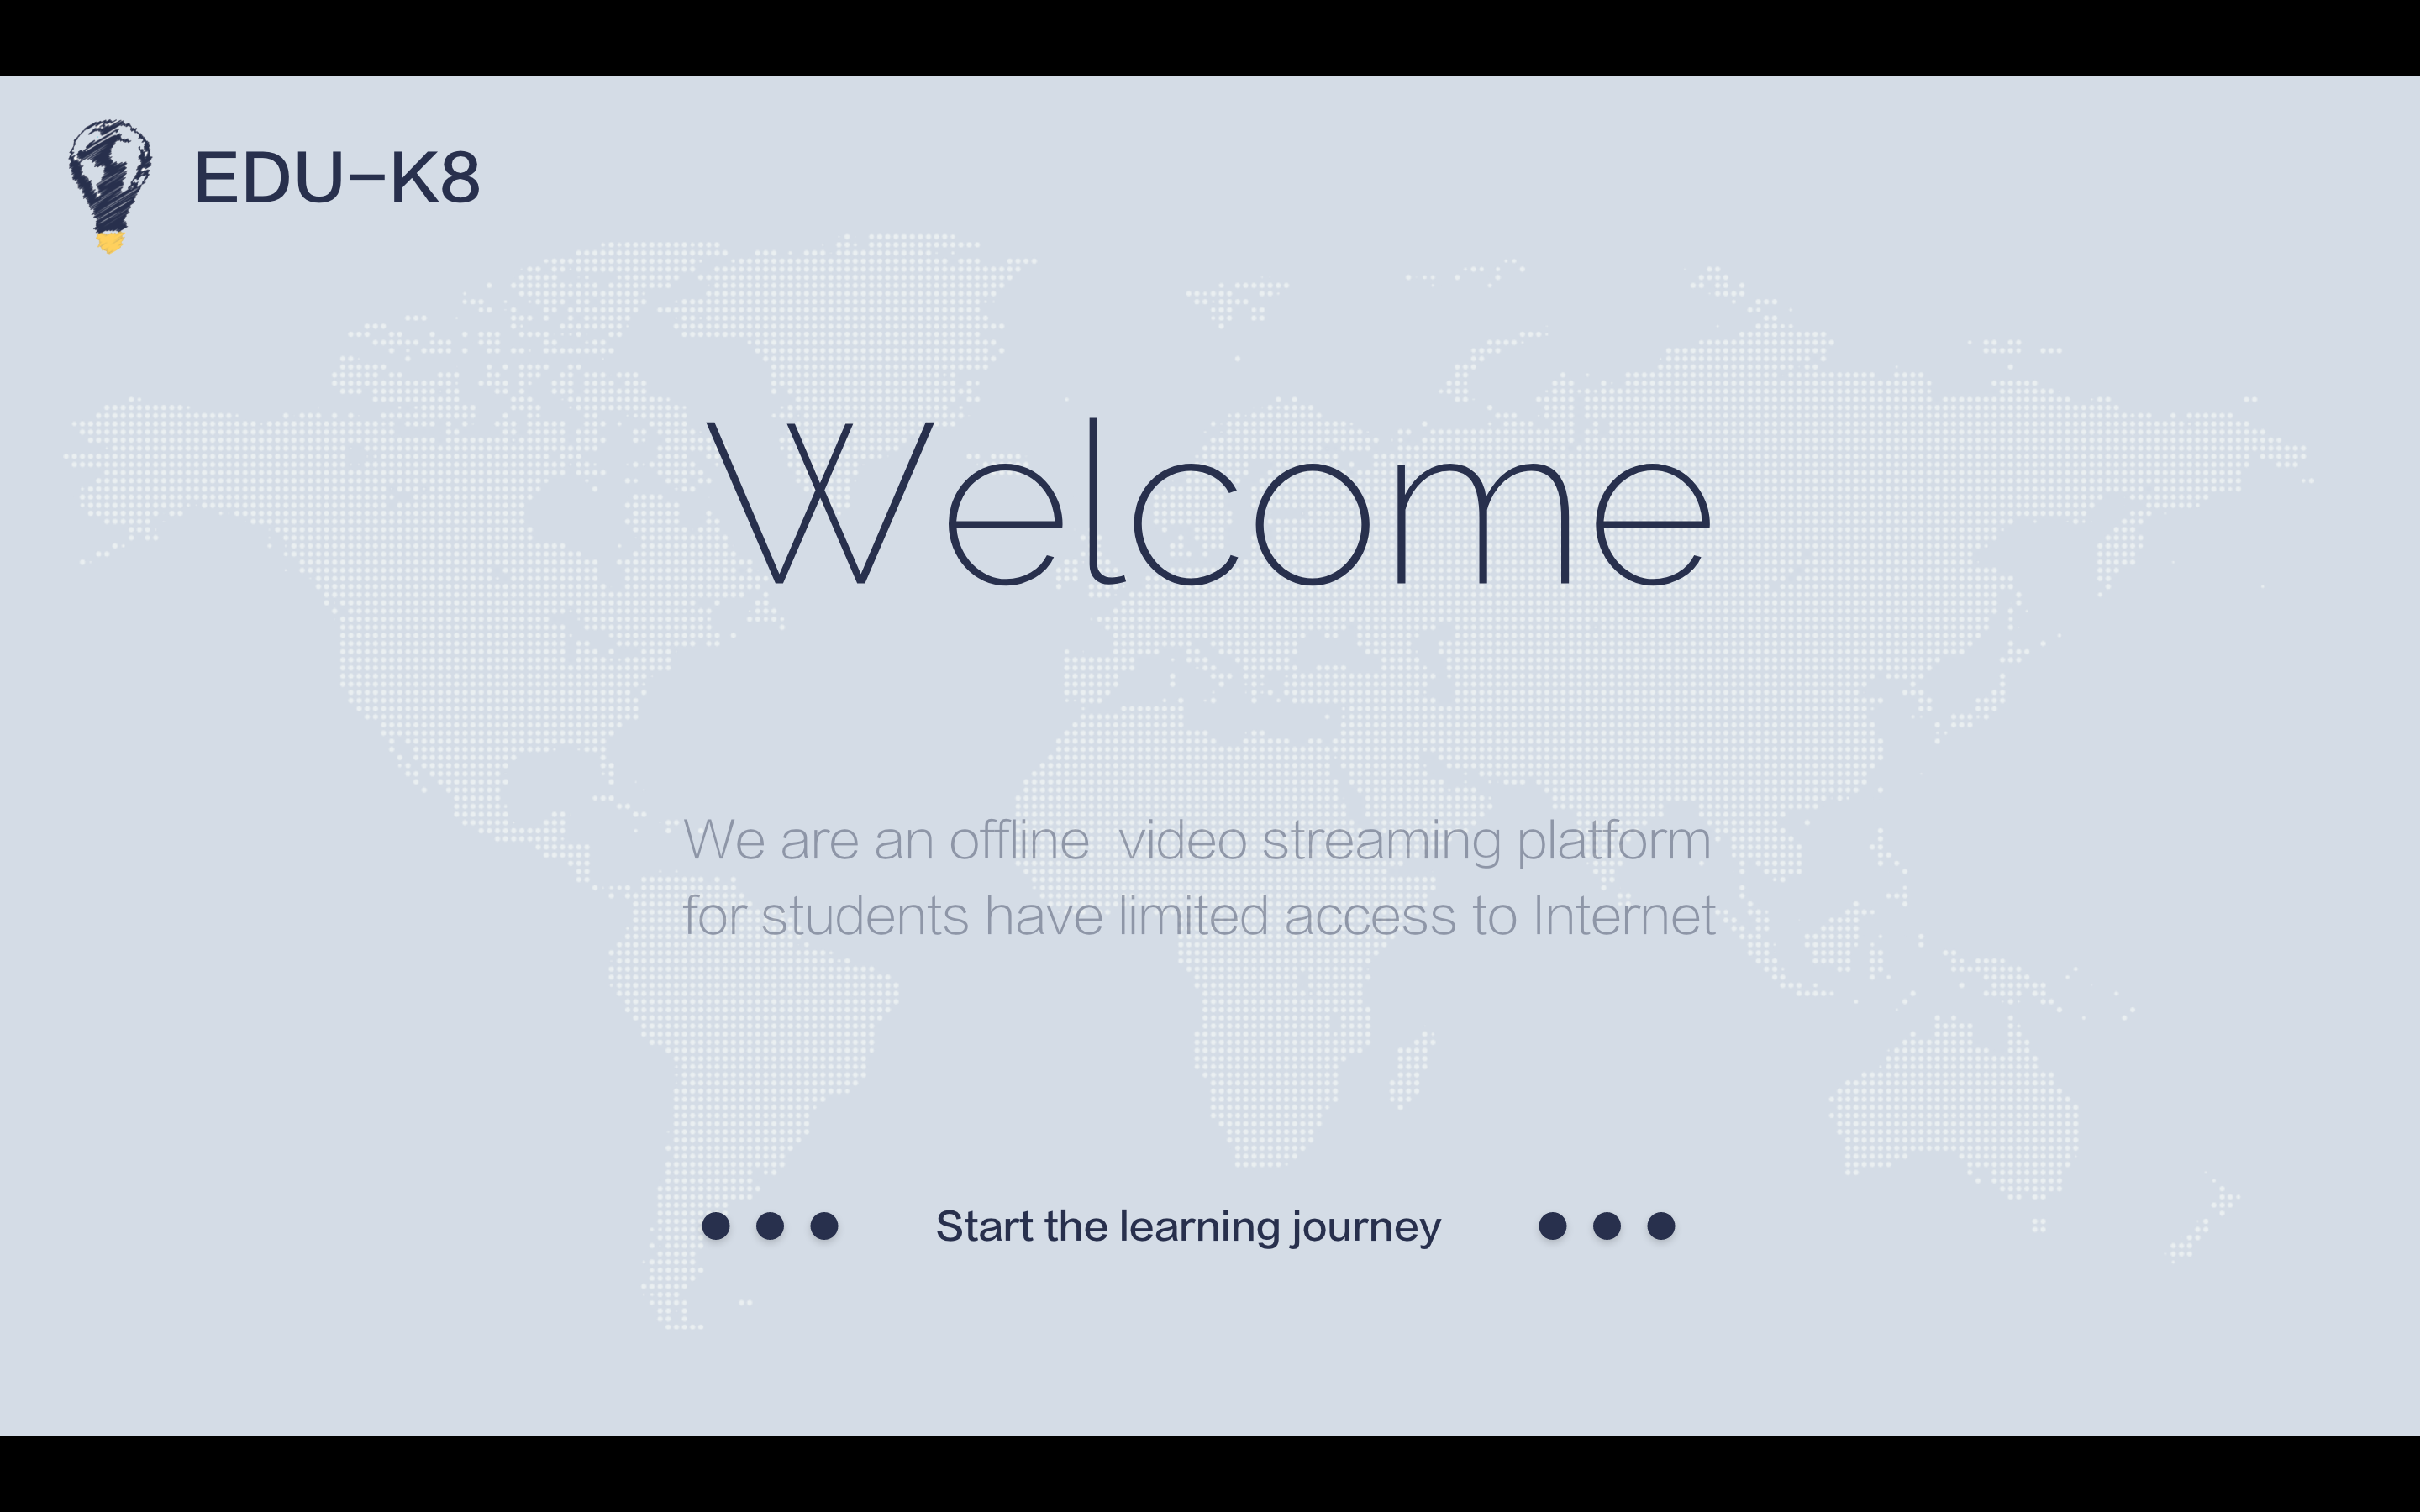 EDU-K8
Welcome
We are an offline video streaming platform
for students have limited access to Internet
Start the learning journey